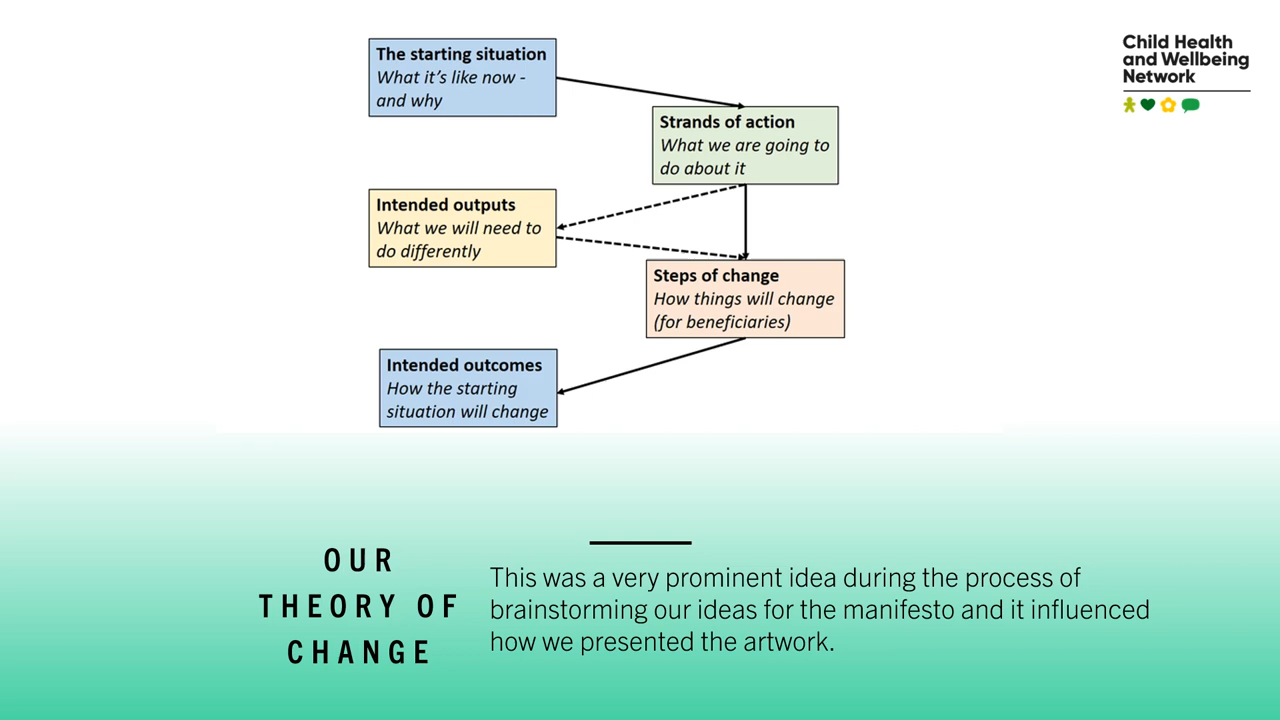 The starting situation
What it's like now -
and why
Child Health
and Wellbeing
Network
Strands of action
What we are going to
do about it
Intended outputs
What we will need to
do differently
Steps of change
How things will change
(for beneficiaries)
Intended outcomes
How the starting
situation will change
OUR
THEORY OF
CHANGE
This was a very prominent idea during the process of
brainstorming our ideas for the manifesto and it influenced
how we presented the artwork.